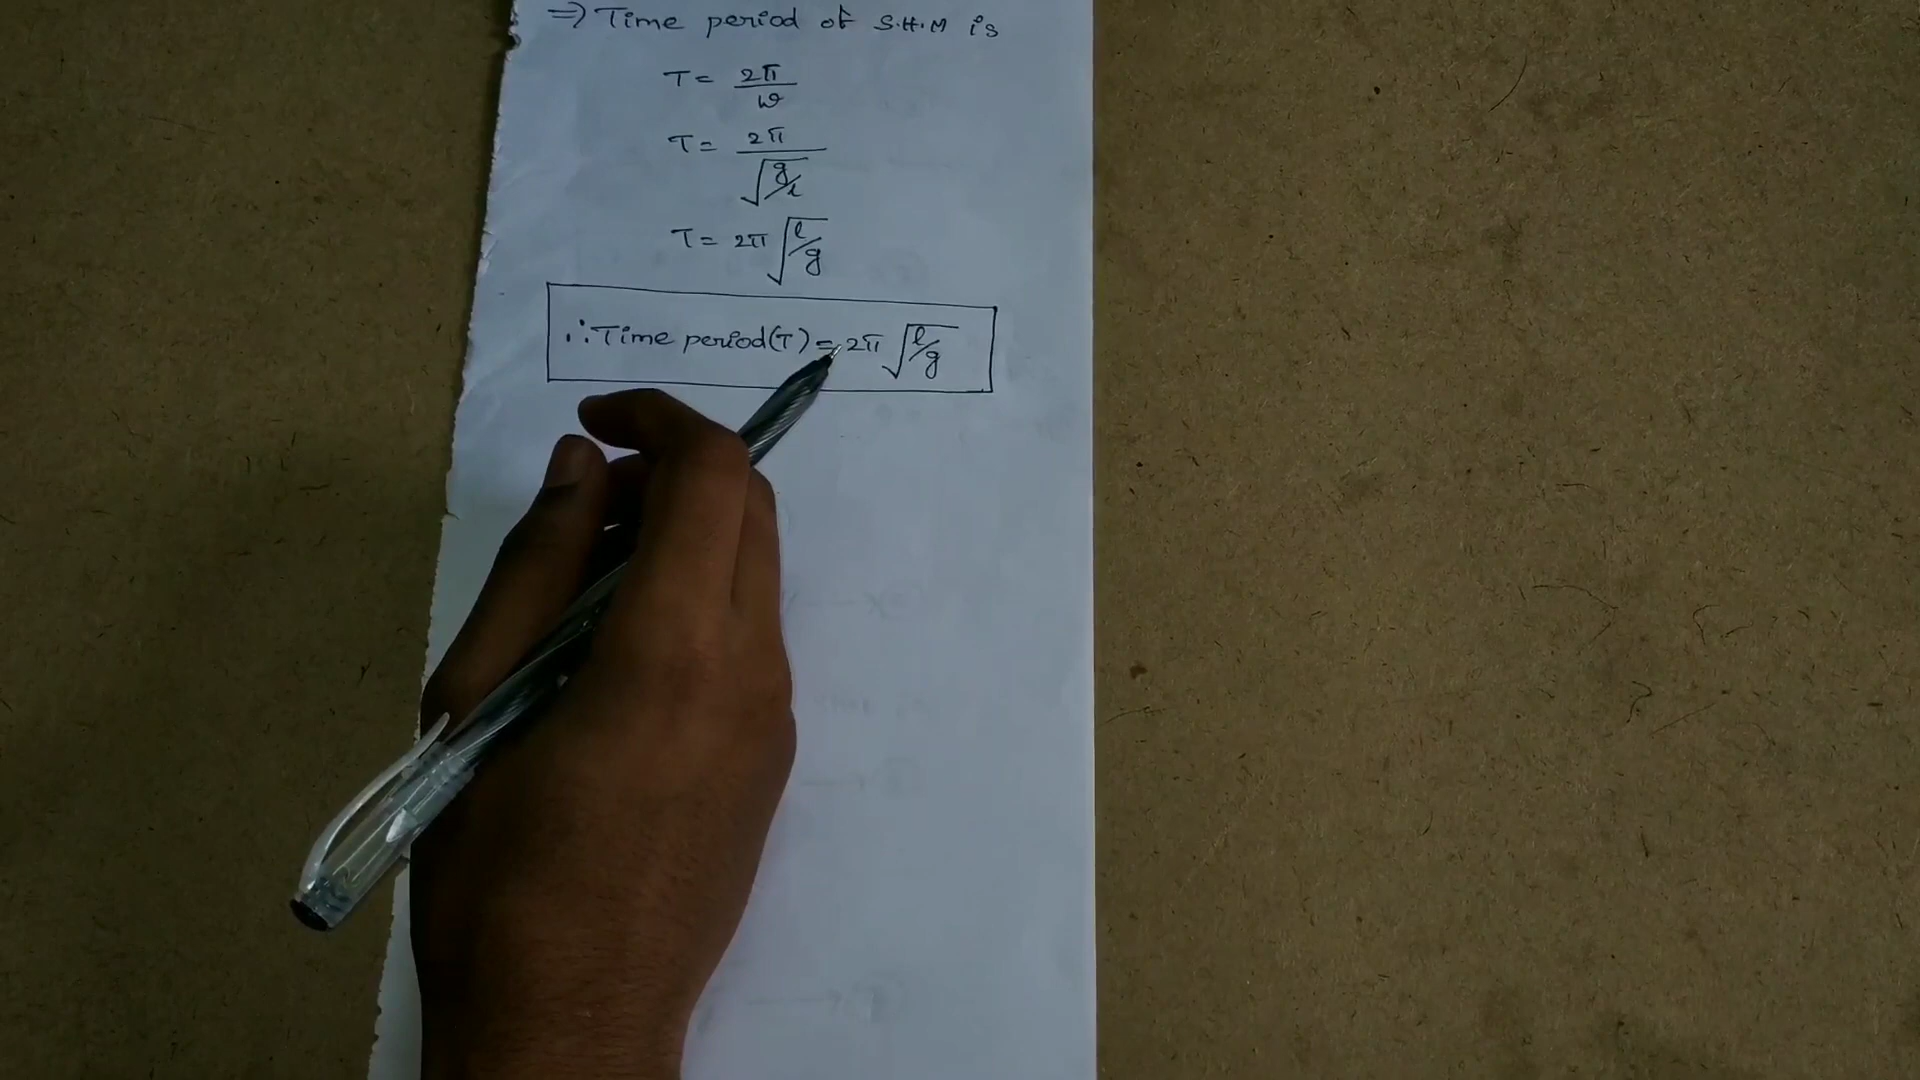 ⇒ Time period of S.H.M is
T = 2π/ω
T = 2π/√(g/l)
T = 2π √(l/g)
∴ Time period(T) = 2π √(l/g)